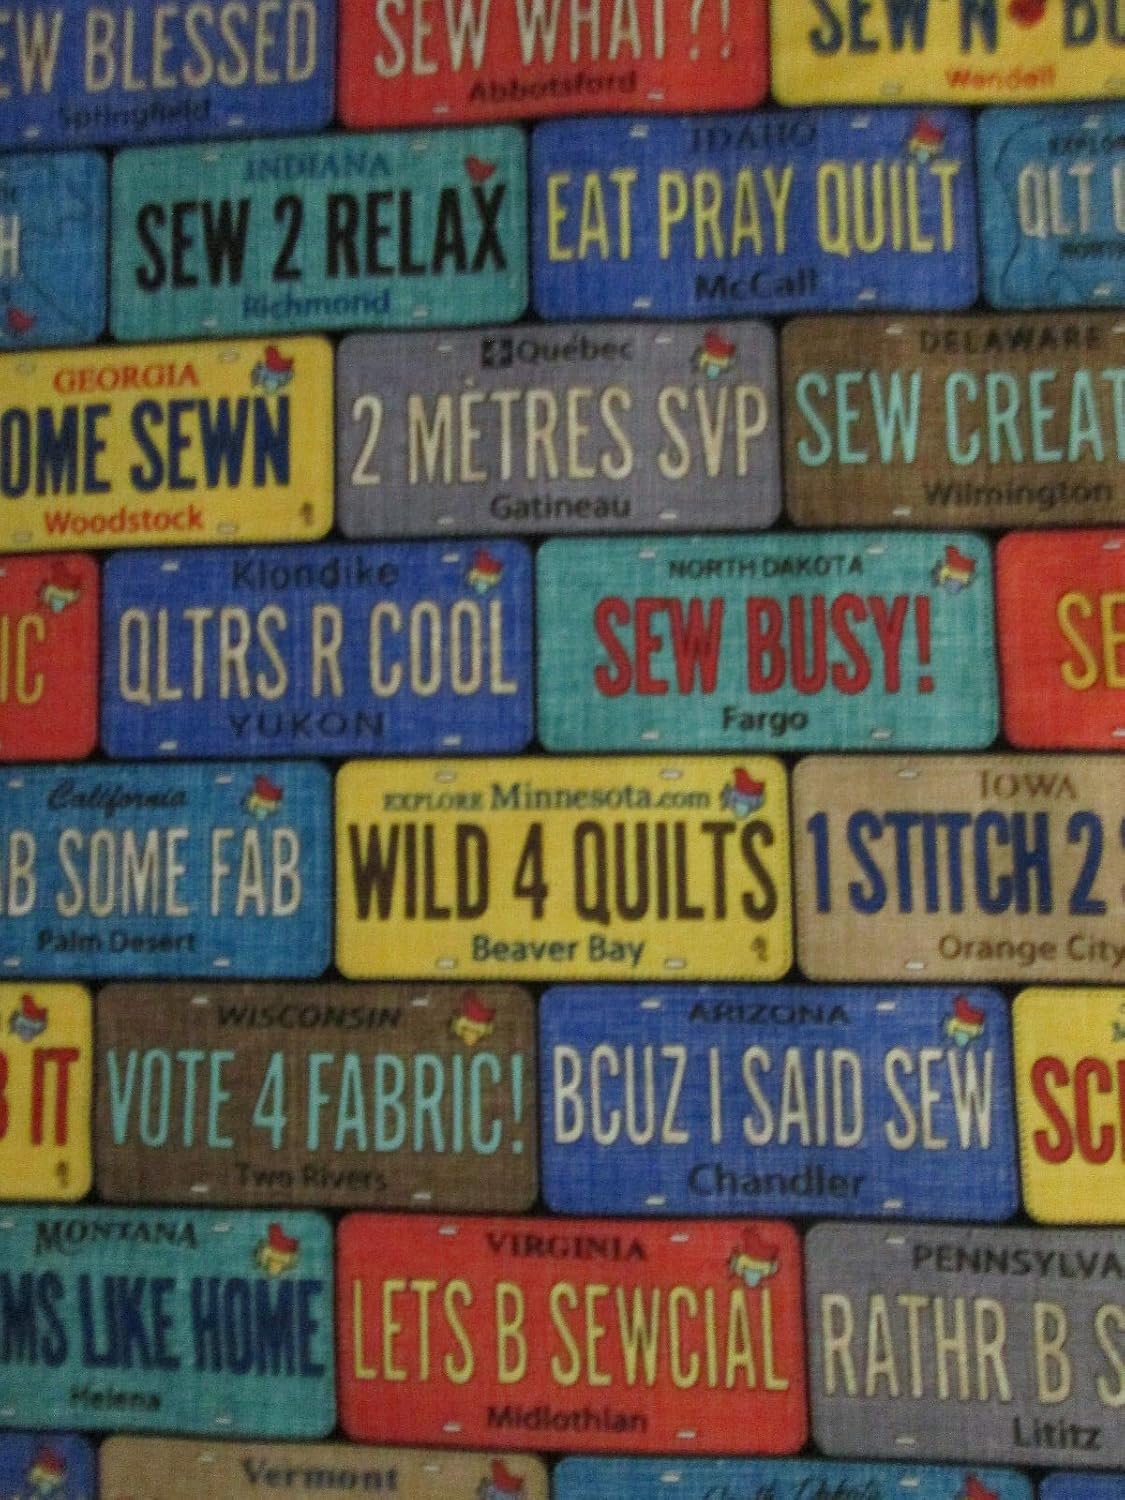 EW BLESSED
Springfield
SEW WHAT?!
Abbotsford
SEW'N
Wendell
H
INDIANA
SEW 2 RELAX
Richmond
IDAHO
EAT PRAY QUILT
McCall
QLT
GEORGIA
OME SEWN
Woodstock
Québec
2 MÈTRES SVP
Gatineau
DELAWARE
SEW CREAT
Wilmington
IC
Klondike
QLTRS R COOL
YUKON
NORTH DAKOTA
SEW BUSY!
Fargo
SE
California
B SOME FAB
Palm Desert
EXPLORE Minnesota.com
WILD 4 QUILTS
Beaver Bay
IOWA
1 STITCH 2
Orange City
B IT
WISCONSIN
VOTE 4 FABRIC!
Two Rivers
ARIZONA
BCUZ I SAID SEW
Chandler
MONTANA
MS LIKE HOME
Helena
VIRGINIA
LETS B SEWCIAL
Midlothian
PENNSYLVA
RATHR B S
Lititz
Vermont